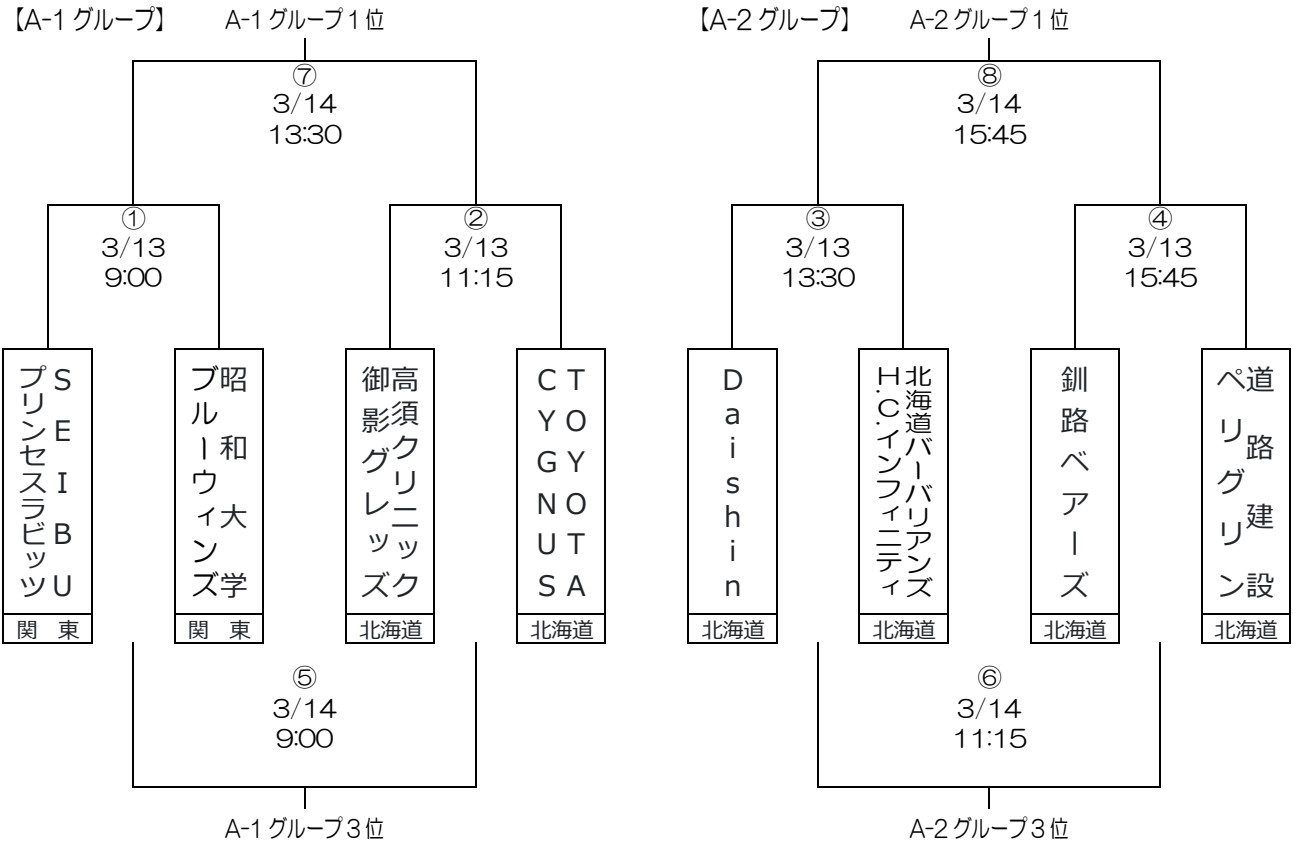 【A-1グループ】
A-1グループ1位
⑦
3/14
13:30
①
3/13
9:00
②
3/13
11:15
SEIBU
プリンセスラビッツ
関東
昭和大学
ブルーウィンズ
関東
高須クリニック
御影グレッズ
北海道
TOYOTA
CYGNUS
北海道
⑤
3/14
9:00
A-1グループ3位
【A-2グループ】
A-2グループ1位
⑧
3/14
15:45
③
3/13
13:30
④
3/13
15:45
Daishin
北海道
北海道バーバリアンズ
H.C.インフィニティ
北海道
釧路ベアーズ
北海道
道路建設
ペリグリン
北海道
⑥
3/14
11:15
A-2グループ3位